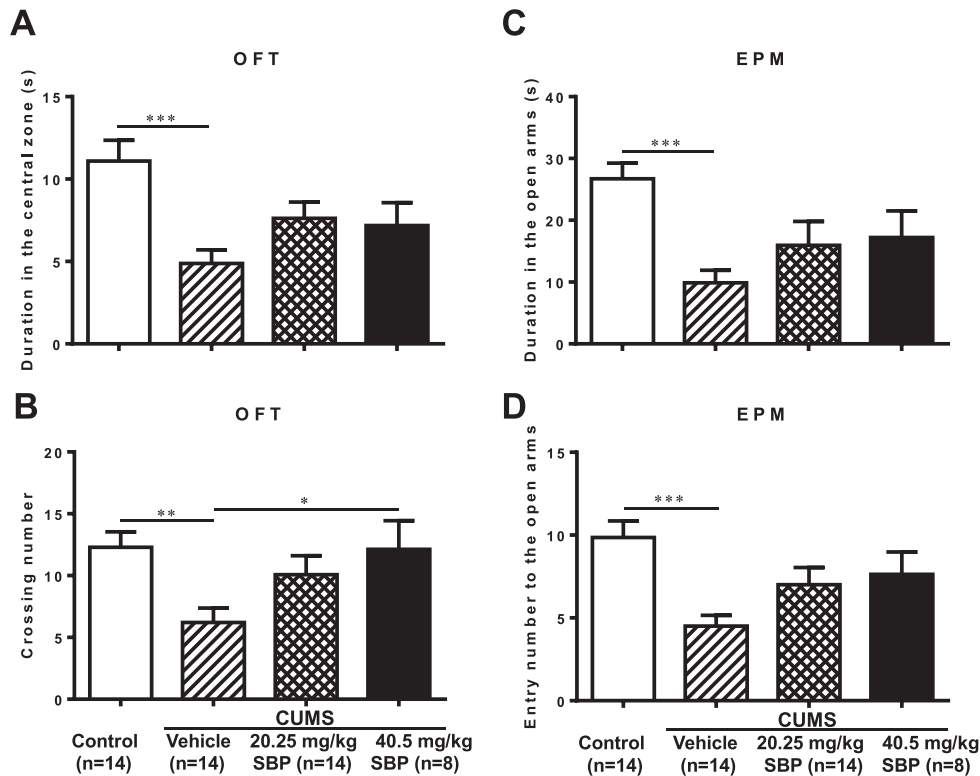 A
OFT
Duration in the central zone (s)
15
10
5
0
***
C
EPM
Duration in the open arms (s)
40
30
20
10
0
***
B
OFT
Crossing number
20
15
10
5
0
**
*
CUMS
Control
(n=14)
Vehicle
(n=14)
20.25 mg/kg
SBP (n=14)
40.5 mg/kg
SBP (n=8)
D
EPM
Entry number to the open arms
15
10
5
0
***
CUMS
Control
(n=14)
Vehicle
(n=14)
20.25 mg/kg
SBP (n=14)
40.5 mg/kg
SBP (n=8)